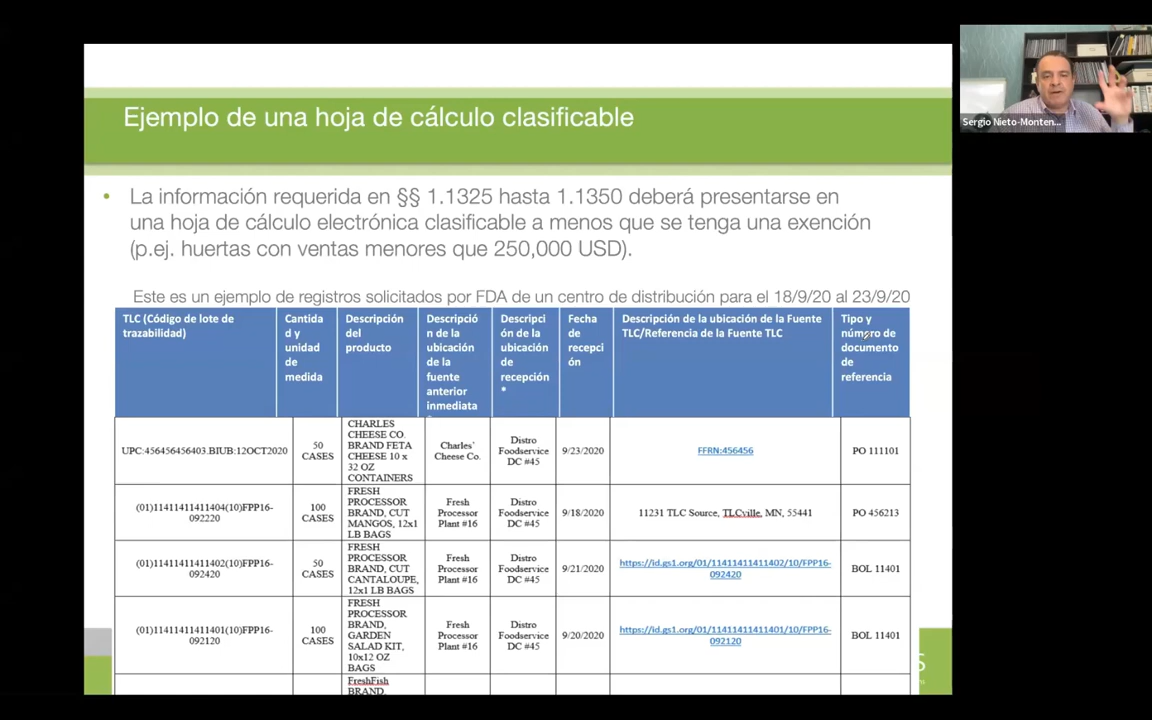 Ejemplo de una hoja de cálculo clasificable
Sergio Nieto-Monten...
• La información requerida en §§ 1.1325 hasta 1.1350 deberá presentarse en
una hoja de cálculo electrónica clasificable a menos que se tenga una exención
(p.ej. huertas con ventas menores que 250,000 USD).
Este es un ejemplo de registros solicitados por FDA de un centro de distribución para el 18/9/20 al 23/9/20
TLC (Código de lote de
trazabilidad)
Cantida
d y
unidad
de
medida
Descripción
del
producto
Descripció
n de la
ubicación
de la
fuente
anterior
inmediata
Descripci
ón de la
ubicación
de
recepción
*
Fecha
de
recepci
ón
Descripción de la ubicación de la Fuente
TLC/Referencia de la Fuente TLC
Tipo y
número de
documento
de
referencia
UPC:456456456403.BIUB:12OCT2020
50
CASES
CHARLES
CHEESE CO.
BRAND FETA
CHEESE 10 x
32 OZ
CONTAINERS
Charles'
Cheese Co.
Distro
Foodservice
DC #45
9/23/2020
FFRN:456456
PO 111101
(01)11411411411404(10)FPP16-
092220
100
CASES
FRESH
PROCESSOR
BRAND, CUT
MANGOS, 12x1
LB BAGS
Fresh
Processor
Plant #16
Distro
Foodservice
DC #45
9/18/2020
11231 TLC Source, TLCville, MN, 55441
PO 456213
(01)11411411411402(10)FPP16-
092420
50
CASES
FRESH
PROCESSOR
BRAND, CUT
CANTALOUPE,
12x1 LB BAGS
Fresh
Processor
Plant #16
Distro
Foodservice
DC #45
9/21/2020
https://id.gs1.org/01/11411411411402/10/FPP16-
092420
BOL 11401
(01)11411411411401(10)FPP16-
092120
100
CASES
FRESH
PROCESSOR
BRAND,
GARDEN
SALAD KIT,
10x12 OZ
BAGS
Fresh
Processor
Plant #16
Distro
Foodservice
DC #45
9/20/2020
https://id.gs1.org/01/11411411411401/10/FPP16-
092120
BOL 11401
FreshFish
BRAND,